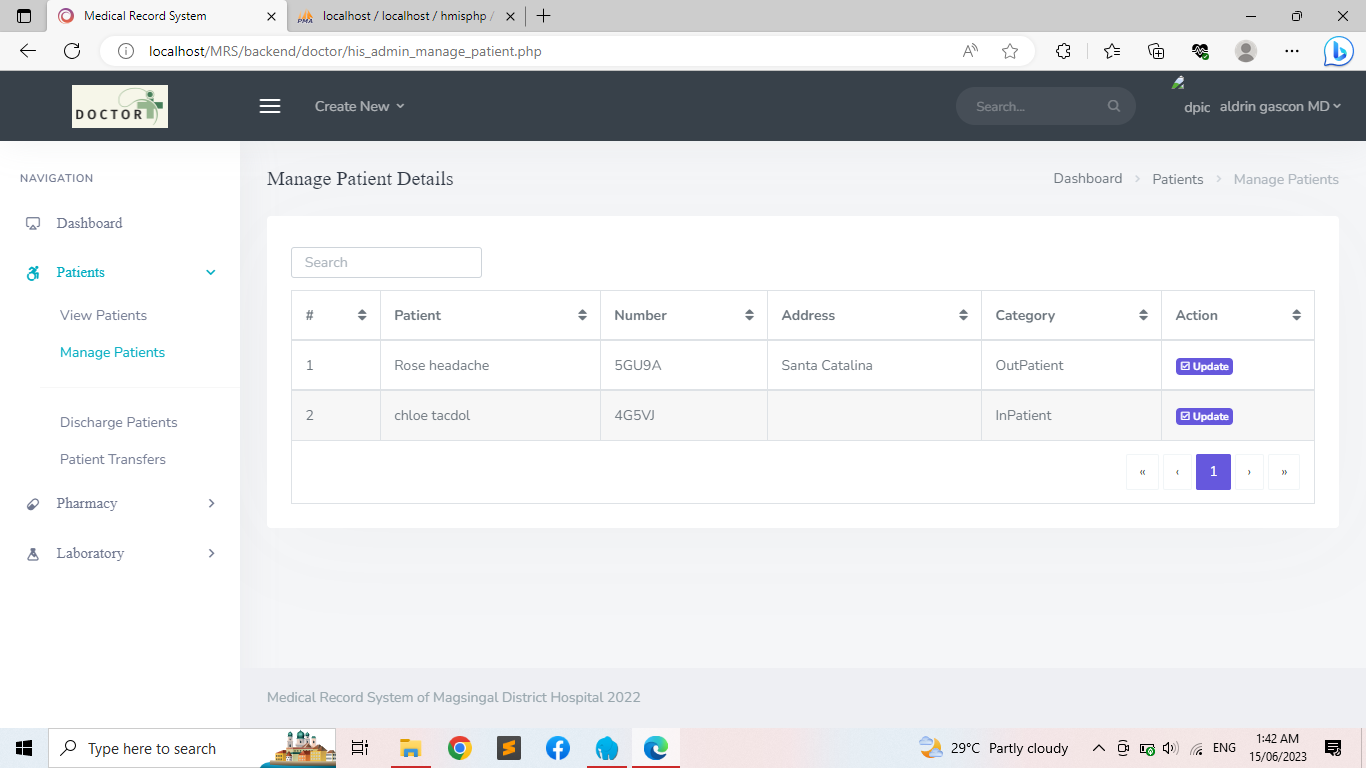 Medical Record System
localhost / localhost / hmisphp /
localhost/MRS/backend/doctor/his_admin_manage_patient.php
DOCTOR
Create New
Search...
dpic aldrin gascon MD
NAVIGATION
Dashboard
Patients
View Patients
Manage Patients
Discharge Patients
Patient Transfers
Pharmacy
Laboratory
Manage Patient Details
Dashboard > Patients > Manage Patients
Search
# Patient Number Address Category Action
1 Rose headache 5GU9A Santa Catalina OutPatient Update
2 chloe tacdol 4G5VJ InPatient Update
« ‹ 1 › »
Medical Record System of Magsingal District Hospital 2022
Type here to search
29°C Partly cloudy
ENG
1:42 AM
15/06/2023